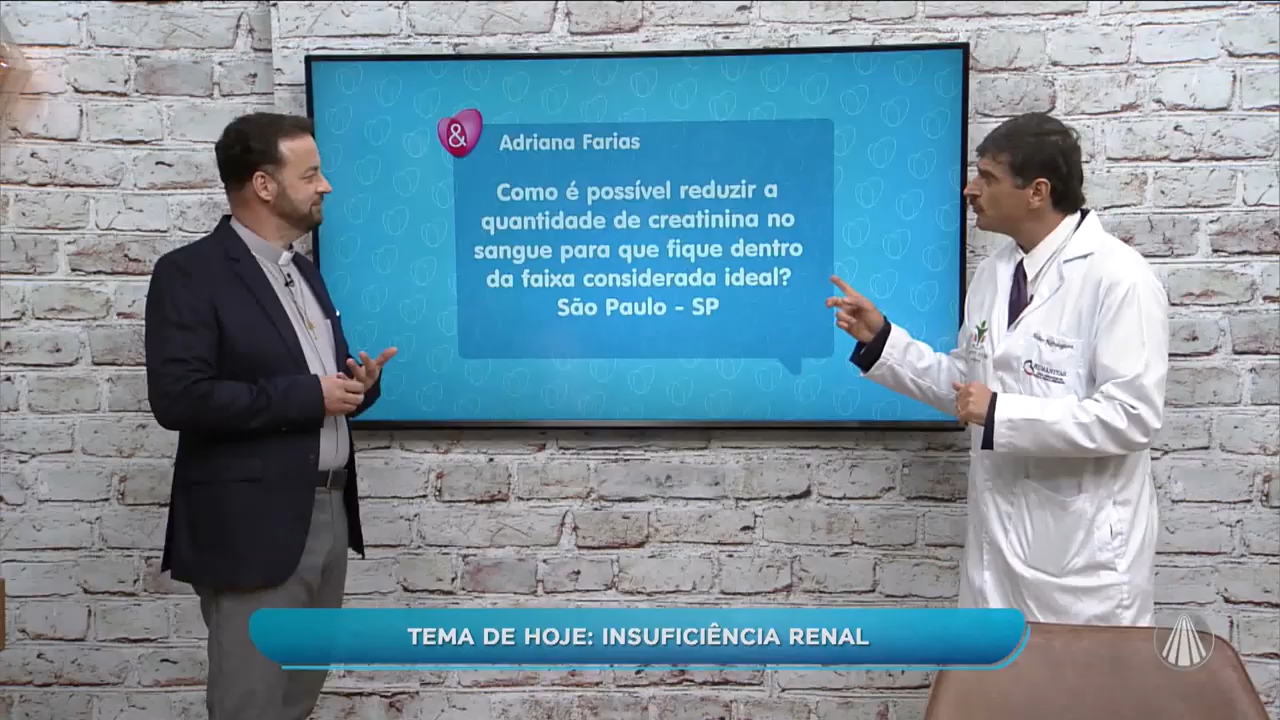 &
Adriana Farias
Como é possível reduzir a
quantidade de creatinina no
sangue para que fique dentro
da faixa considerada ideal?
São Paulo - SP
TEMA DE HOJE: INSUFICIÊNCIA RENAL